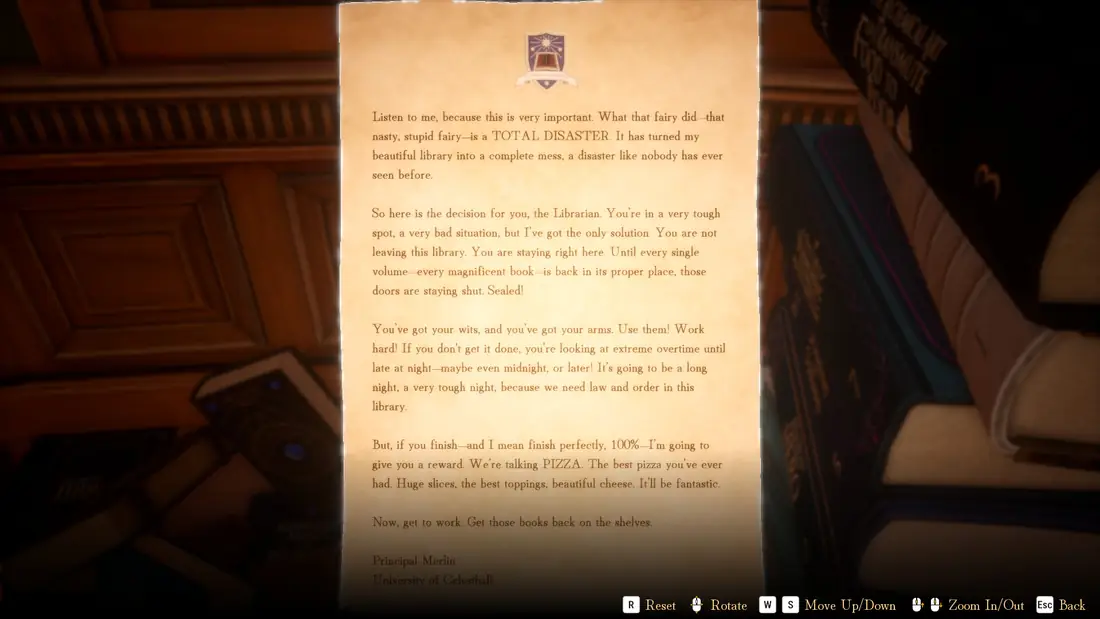 Listen to me, because this is very important. What that fairy did—that
nasty, stupid fairy—is a TOTAL DISASTER. It has turned my
beautiful library into a complete mess, a disaster like nobody has ever
seen before.
So here is the decision for you, the Librarian. You're in a very tough
spot, a very bad situation, but I've got the only solution. You are not
leaving this library. You are staying right here. Until every single
volume—every magnificent book—is back in its proper place, those
doors are staying shut. Sealed!
You've got your wits, and you've got your arms. Use them! Work
hard! If you don't get it done, you're looking at extreme overtime until
late at night—maybe even midnight, or later! It's going to be a long
night, a very tough night, because we need law and order in this
library.
But, if you finish—and I mean finish perfectly, 100%—I'm going to
give you a reward. We're talking PIZZA. The best pizza you've ever
had. Huge slices, the best toppings, beautiful cheese. It'll be fantastic.
Now, get to work. Get those books back on the shelves.
Principal Merlin
University of
R Reset Rotate W S Move Up/Down Zoom In/Out Esc Back